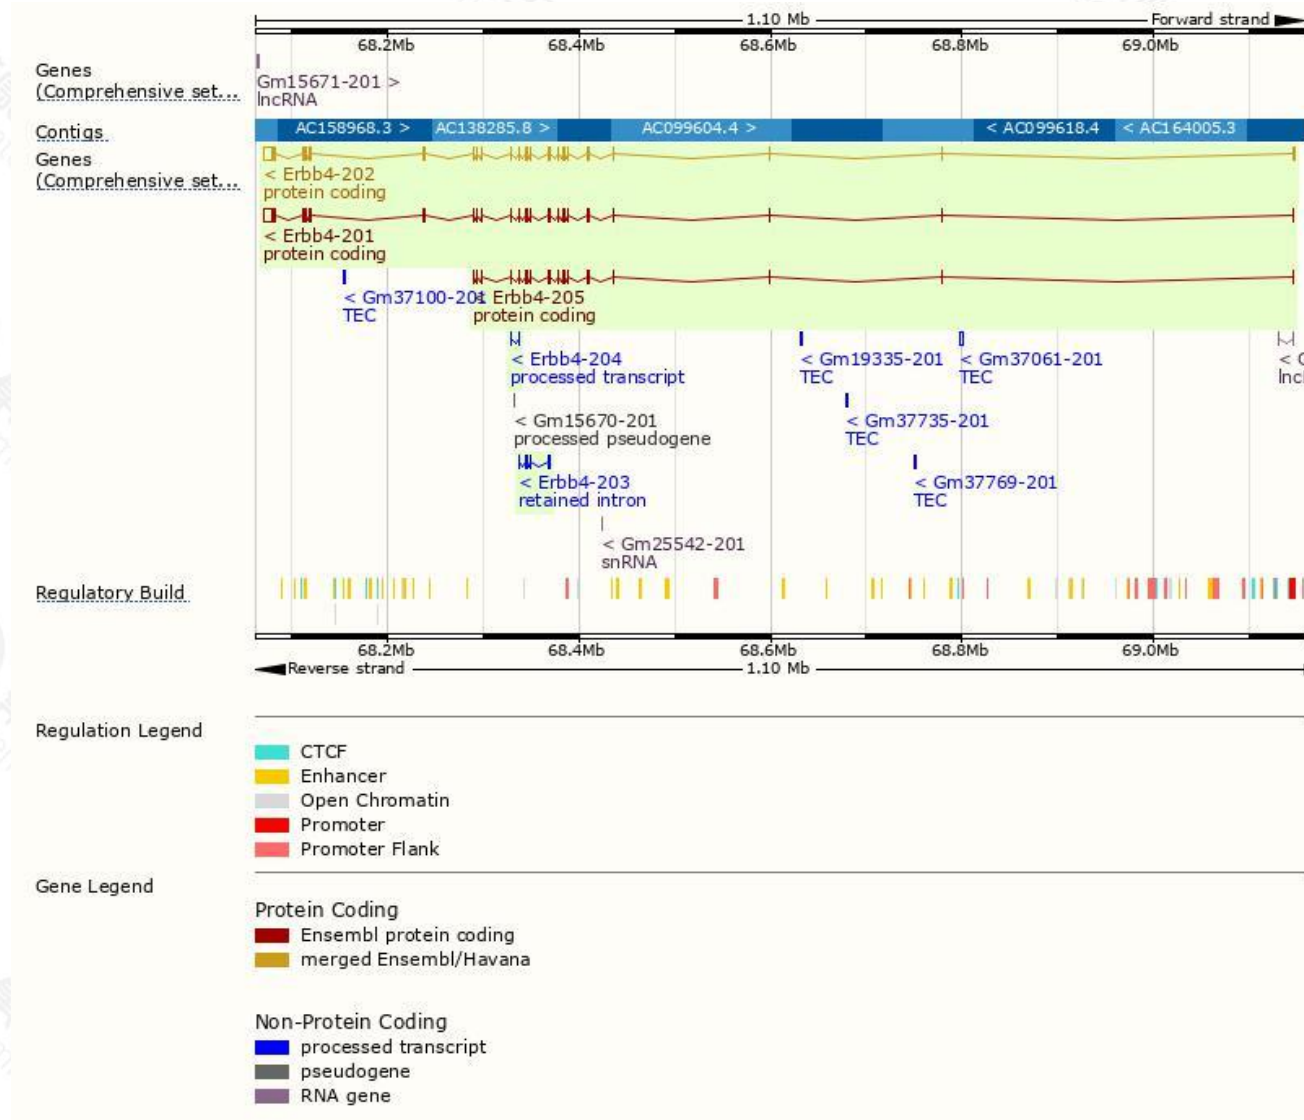 1.10 Mb Forward strand
68.2Mb 68.4Mb 68.6Mb 68.8Mb 69.0Mb
Genes
(Comprehensive set...
Gm15671-201 >
lncRNA
Contigs
AC158968.3 > AC138285.8 > AC099604.4 > < AC099618.4 < AC164005.3
Genes
(Comprehensive set...
< Erbb4-202
protein coding
< Erbb4-201
protein coding
< Gm37100-201 < Erbb4-205
TEC protein coding
< Erbb4-204 < Gm19335-201 < Gm37061-201 < G
processed transcript TEC TEC lnc
< Gm15670-201 < Gm37735-201
processed pseudogene TEC
< Erbb4-203 < Gm37769-201
retained intron TEC
< Gm25542-201
snRNA
Regulatory Build
68.2Mb 68.4Mb 68.6Mb 68.8Mb 69.0Mb
Reverse strand 1.10 Mb
Regulation Legend
CTCF
Enhancer
Open Chromatin
Promoter
Promoter Flank
Gene Legend
Protein Coding
Ensembl protein coding
merged Ensembl/Havana
Non-Protein Coding
processed transcript
pseudogene
RNA gene